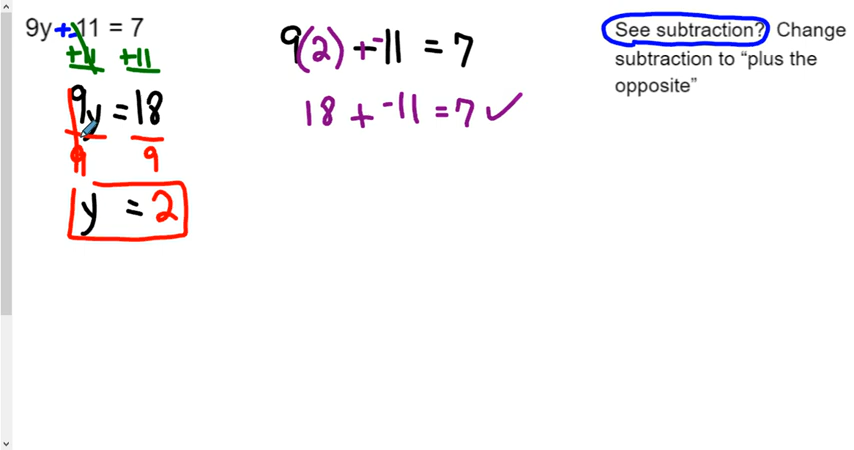 9y + -11 = 7
+11 +11
9y = 18
9 9
y = 2
9(2) + -11 = 7
18 + -11 = 7 ✓
See subtraction? Change
subtraction to “plus the
opposite”